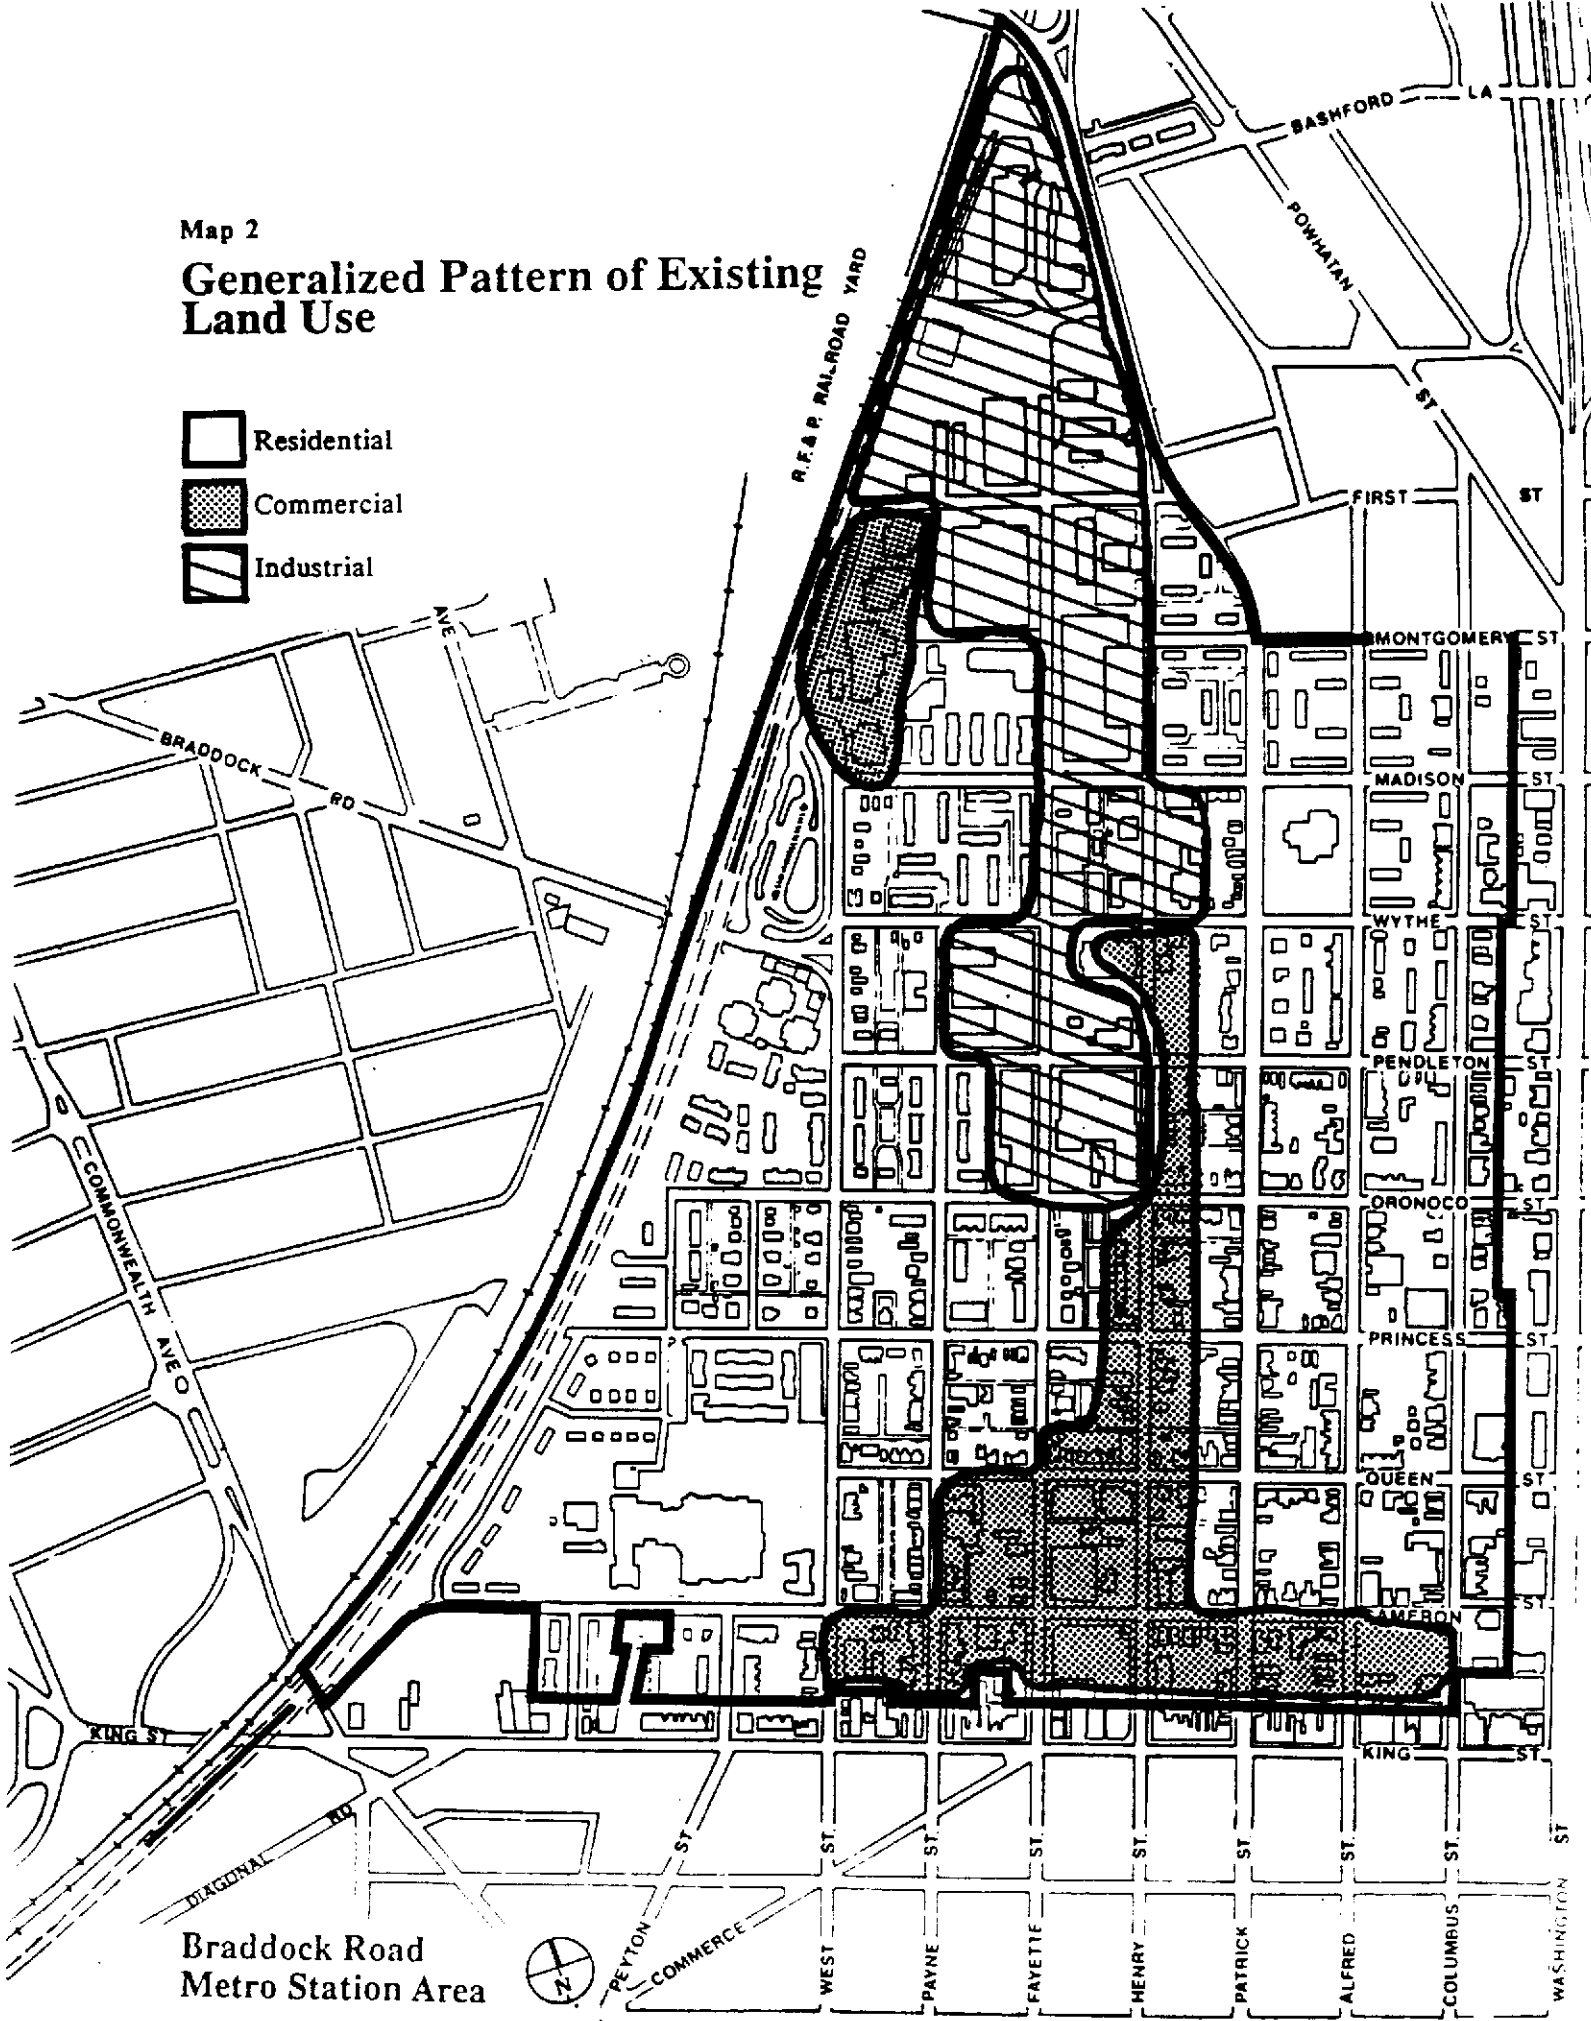 Map 2
Generalized Pattern of Existing
Land Use
Residential
Commercial
Industrial
R.F.& P. RAILROAD YARD
BASHFORD LA
POWHATAN ST
FIRST ST
MONTGOMERY ST
MADISON ST
WYTHE ST
PENDLETON ST
ORONOCO ST
PRINCESS ST
QUEEN ST
CAMERON ST
KING ST
AVE
BRADDOCK RD
COMMONWEALTH AVE
KING ST
DIAGONAL RD
PEYTON ST
COMMERCE
WEST ST.
PAYNE ST.
FAYETTE ST.
HENRY ST.
PATRICK ST.
ALFRED ST.
COLUMBUS ST.
WASHINGTON ST
Braddock Road
Metro Station Area
N